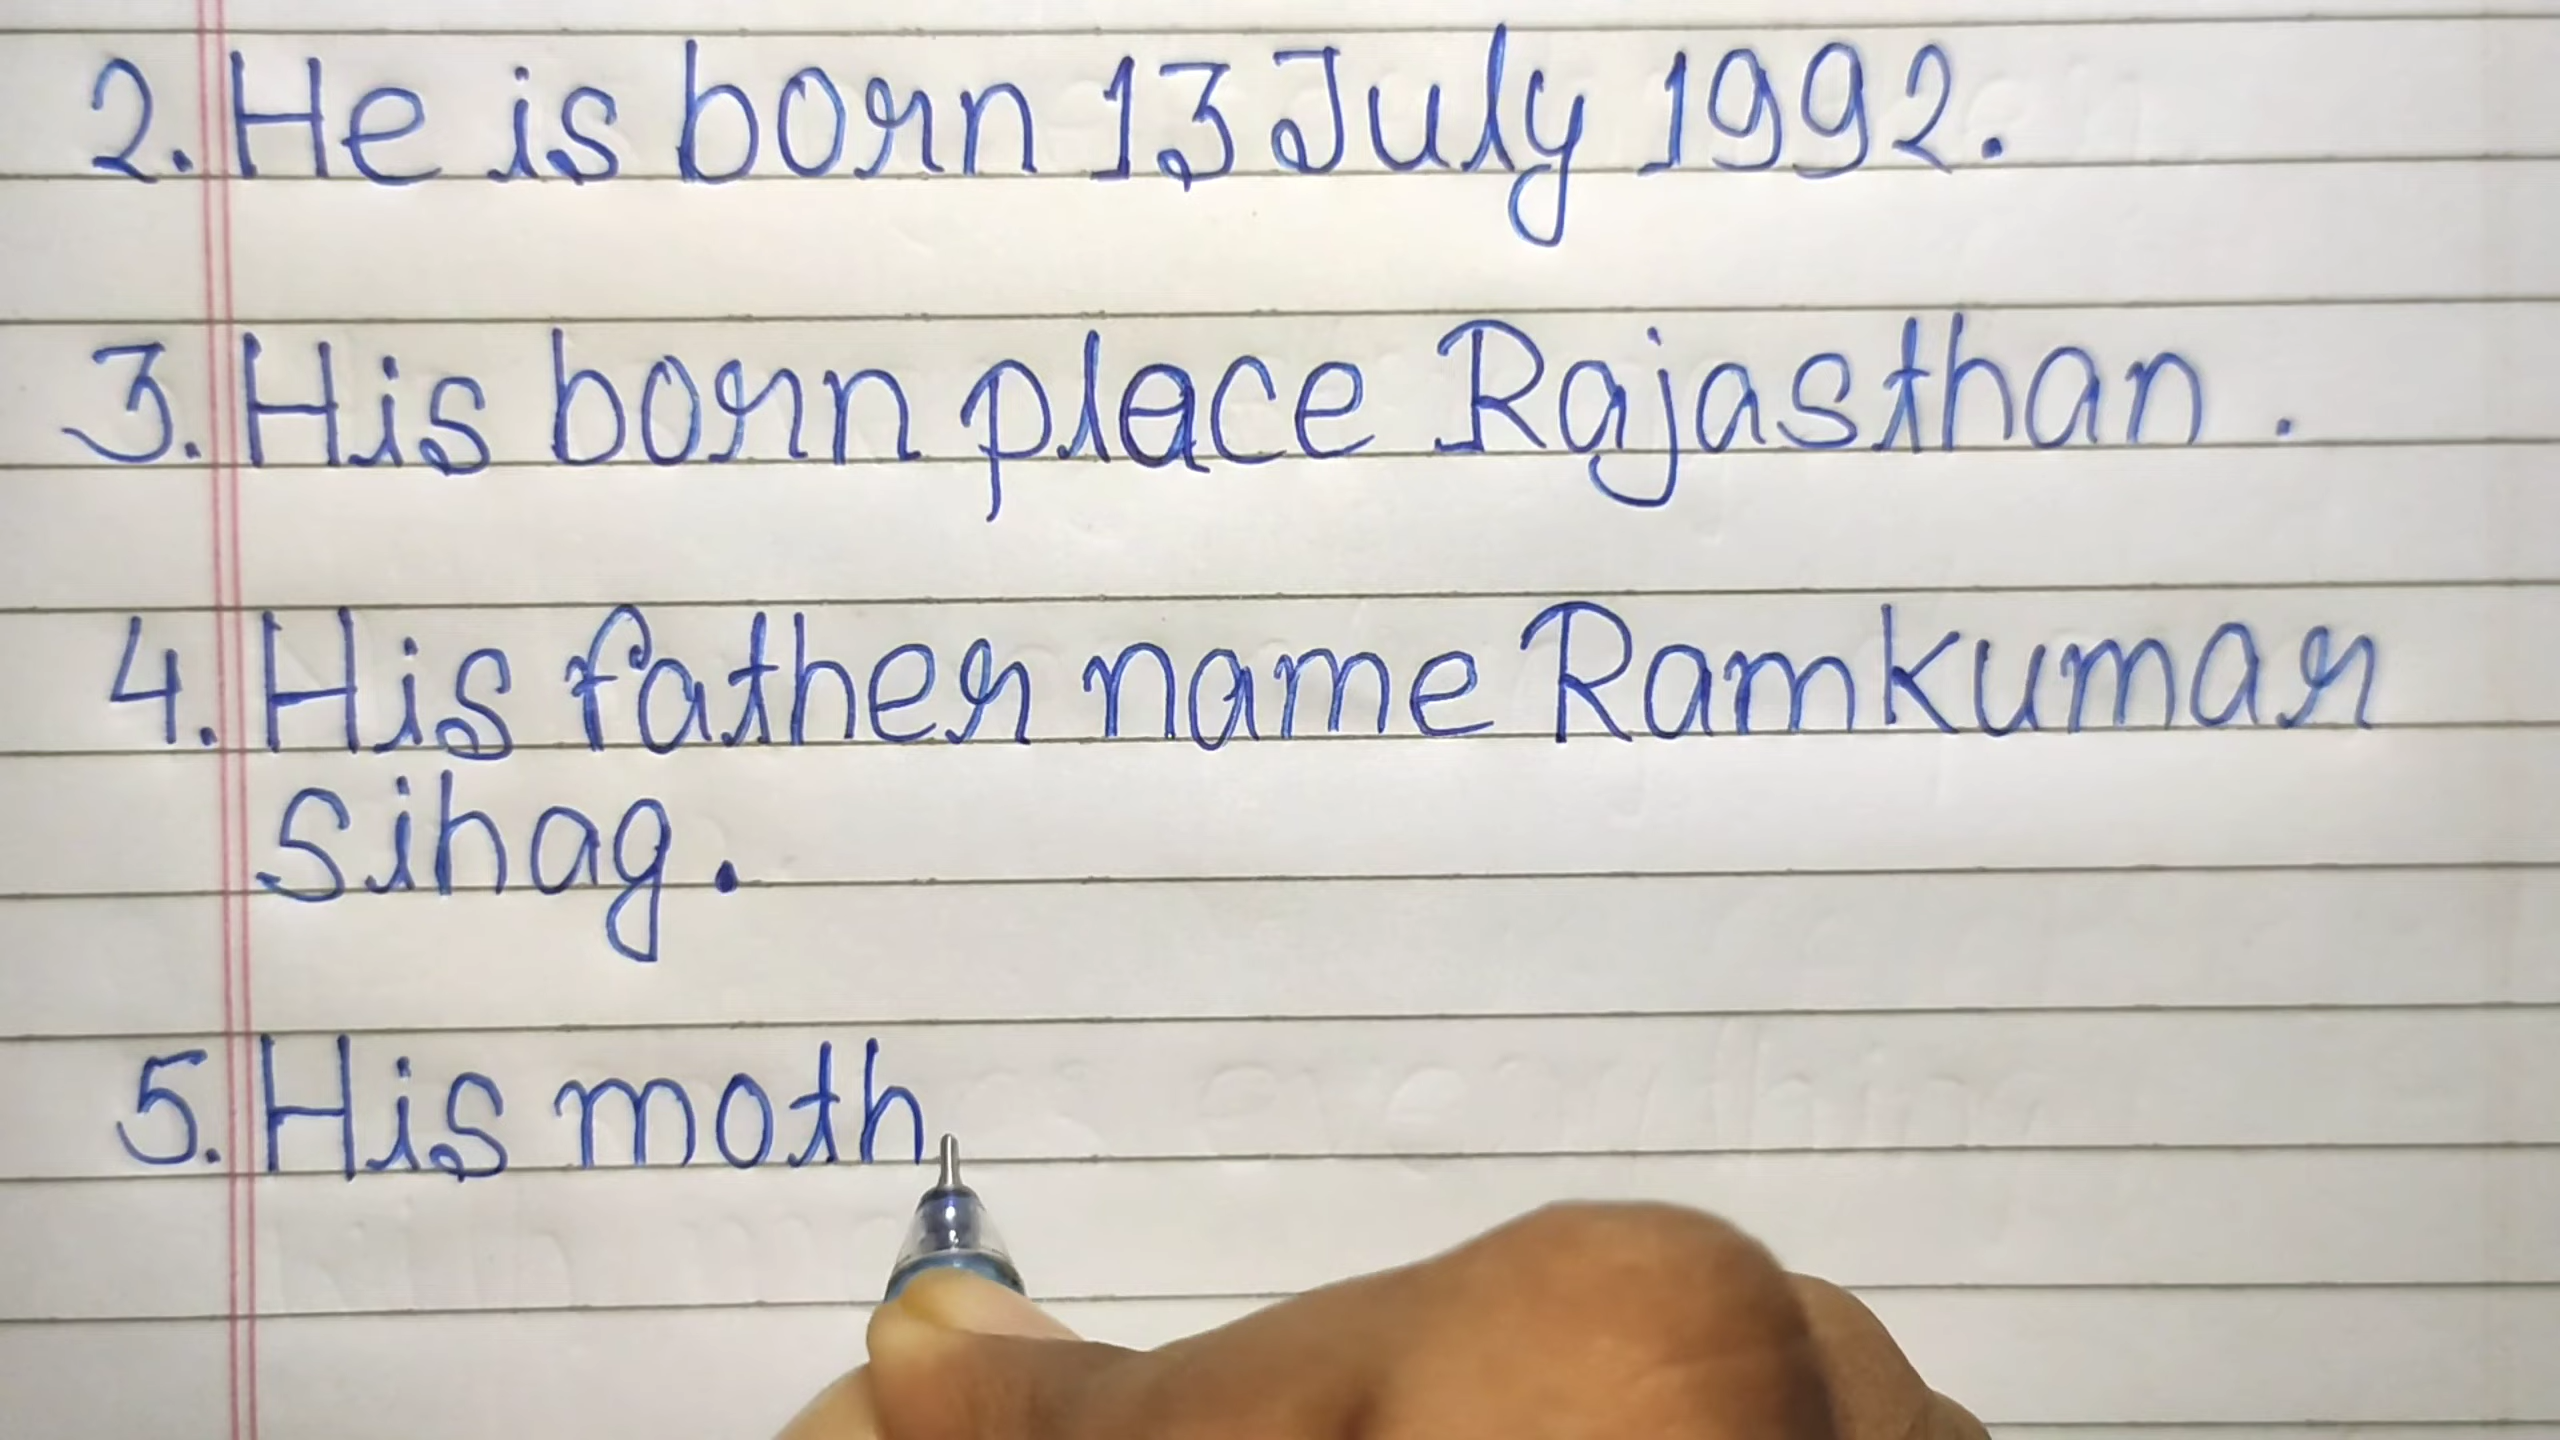 2. He is born 13 July 1992.
3. His born place Rajasthan.
4. His father name Ramkumar
Sihag.
5. His moth